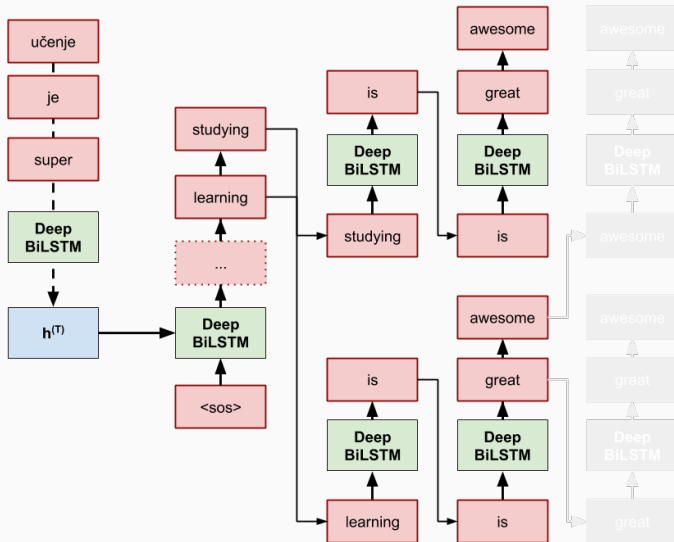 učenje
je
super
Deep
BiLSTM
h(T)
studying
learning
...
Deep
BiLSTM
<sos>
is
Deep
BiLSTM
studying
awesome
great
Deep
BiLSTM
is
awesome
great
Deep
BiLSTM
awesome
is
Deep
BiLSTM
learning
awesome
great
Deep
BiLSTM
is
awesome
great
Deep
BiLSTM
great